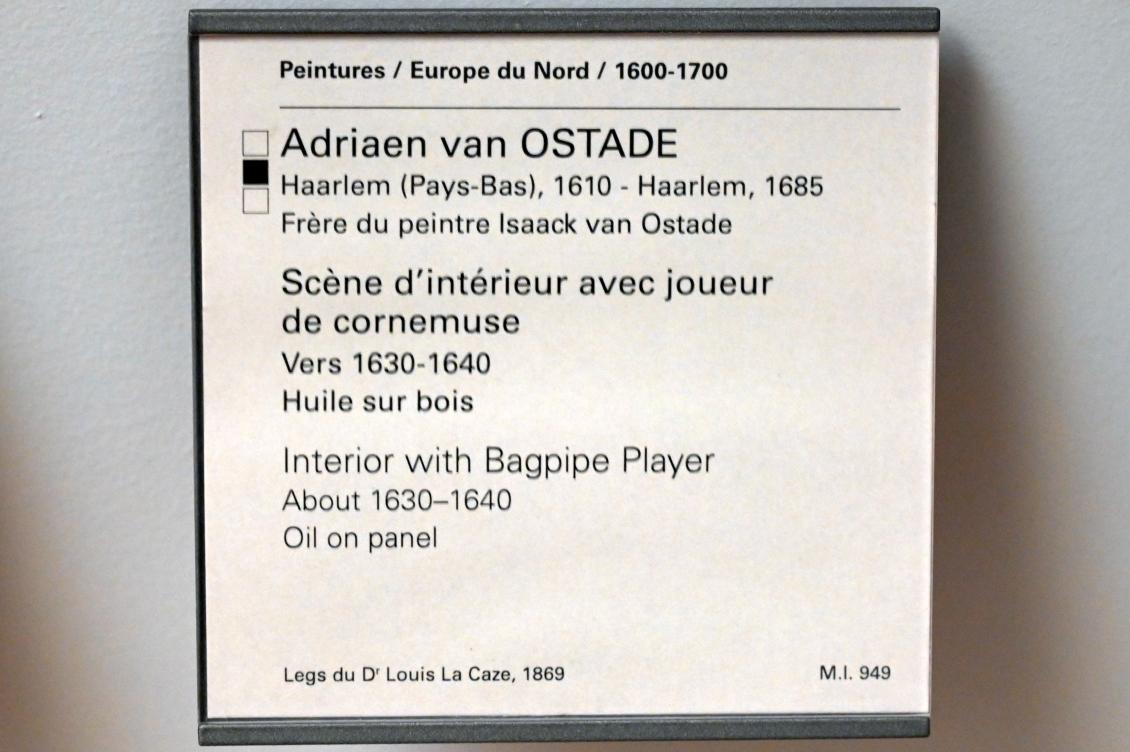 Peintures / Europe du Nord / 1600-1700
Adriaen van OSTADE
Haarlem (Pays-Bas), 1610 - Haarlem, 1685
Frère du peintre Isaack van Ostade
Scène d'intérieur avec joueur
de cornemuse
Vers 1630-1640
Huile sur bois
Interior with Bagpipe Player
About 1630–1640
Oil on panel
Legs du Dʳ Louis La Caze, 1869
M.I. 949